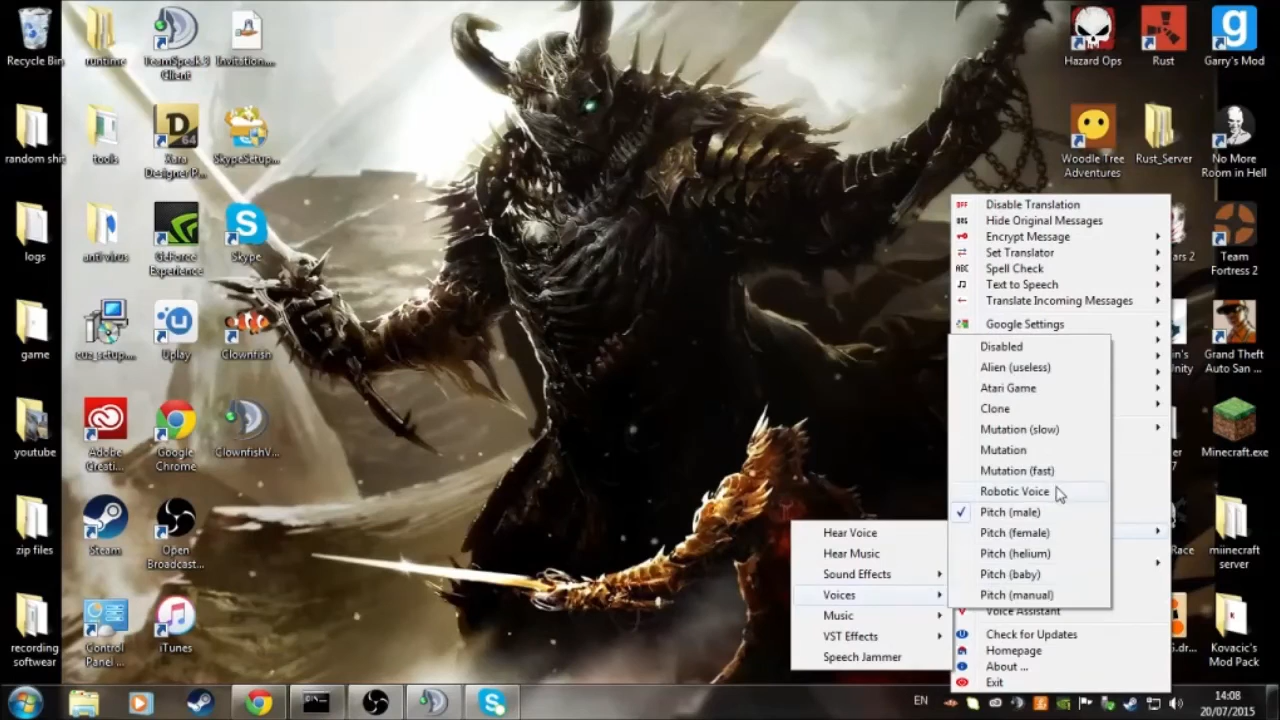 Recycle Bin
runtime
TeamSpeak 3
Client
Invitation....
random shit
tools
Xara
DesignerP...
SkypeSetup...
logs
anti virus
GeForce
Experience
Skype
game
cuz_setup....
Uplay
Clownfish
youtube
Adobe
Creati...
Google
Chrome
ClownfishV...
zip files
Steam
Open
Broadcast...
recording
softwear
Control
Panel ...
iTunes
Hazard Ops
Rust
Garry's Mod
Woodle Tree
Adventures
Rust_Server
No More
Room in Hell
ars 2
Team
Fortress 2
Grand Theft
Auto San ...
Minecraft.exe
Race
miinecraft
server
Kovacic's
Mod Pack
OFF Disable Translation
Hide Original Messages
Encrypt Message
Set Translator
ABC Spell Check
Text to Speech
Translate Incoming Messages
Google Settings
Disabled
Alien (useless)
Atari Game
Clone
Mutation (slow)
Mutation
Mutation (fast)
Robotic Voice
Pitch (male)
Pitch (female)
Pitch (helium)
Pitch (baby)
Pitch (manual)
Hear Voice
Hear Music
Sound Effects
Voices
Music
VST Effects
Speech Jammer
Voice Assistant
Check for Updates
Homepage
About ...
Exit
EN
14:08
20/07/2015